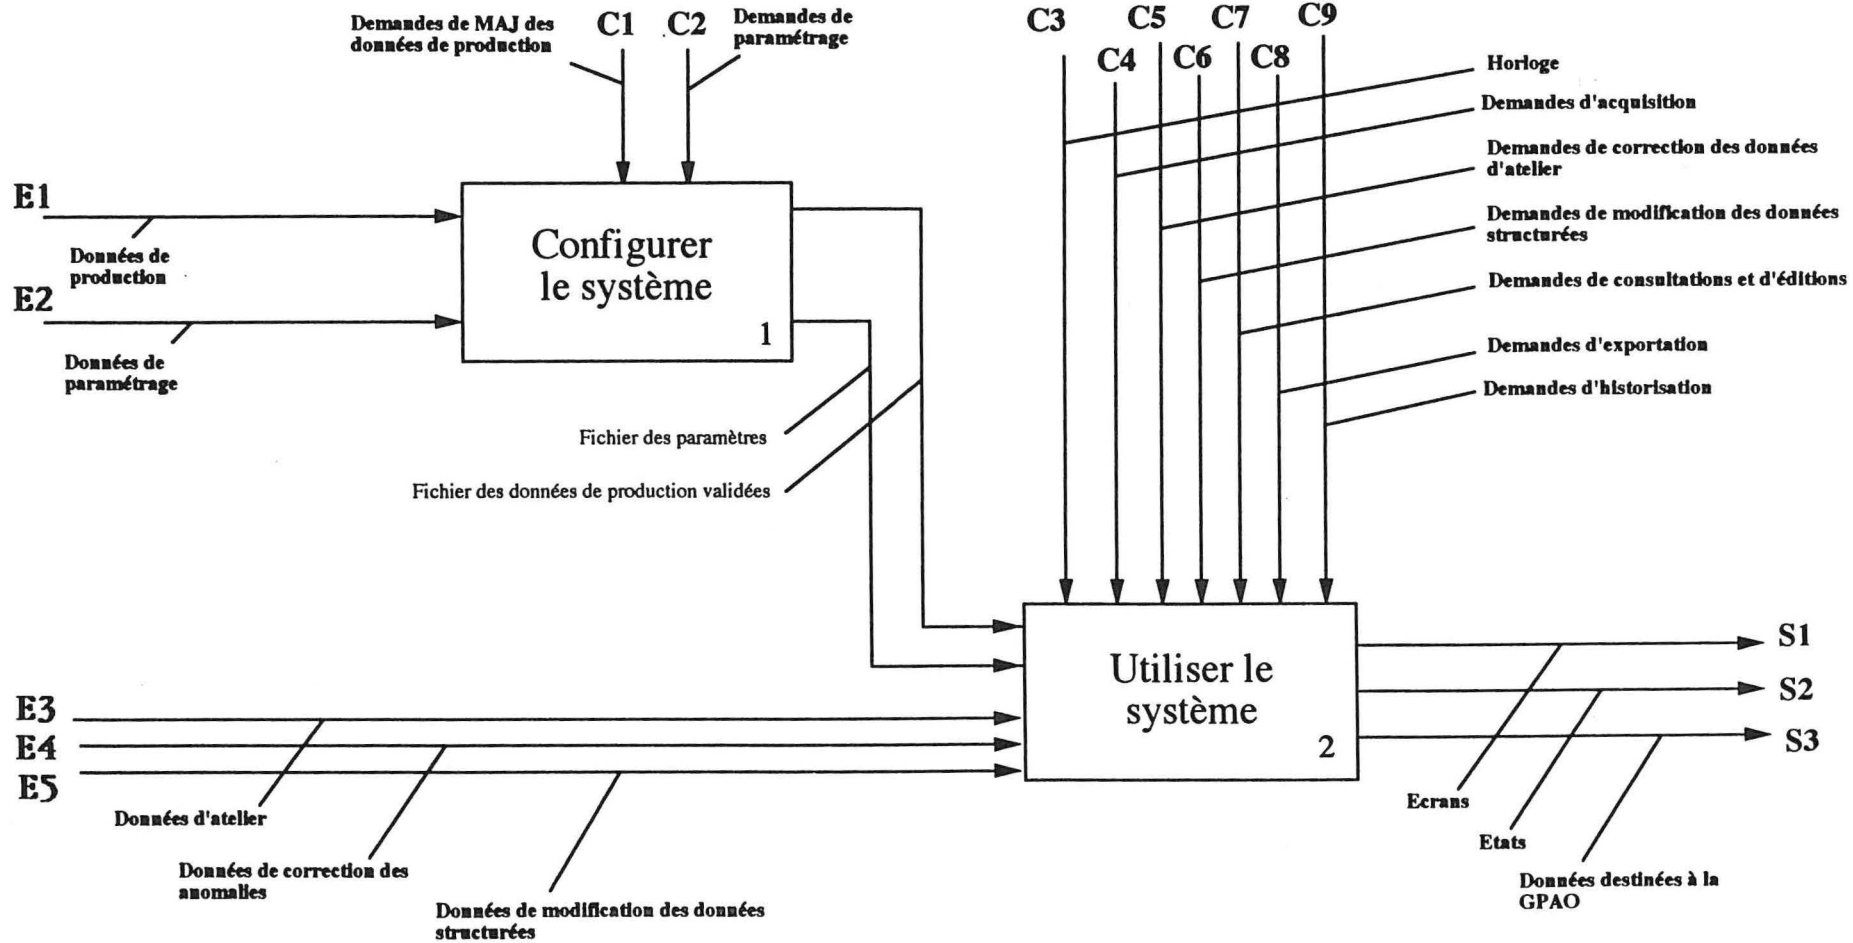 Demandes de MAJ des
données de production
C1
C2
Demandes de
paramétrage
C3
C4
C5
C6
C7
C8
C9
Horloge
Demandes d'acquisition
Demandes de correction des données
d'atelier
Demandes de modification des données
structurées
Demandes de consultations et d'éditions
Demandes d'exportation
Demandes d'historisation
E1
Données de
production
E2
Données de
paramétrage
Configurer
le système
1
Fichier des paramètres
Fichier des données de production validées
E3
E4
E5
Données d'atelier
Données de correction des
anomalies
Données de modification des données
structurées
Utiliser le
système
2
S1
S2
S3
Ecrans
Etats
Données destinées à la
GPAO